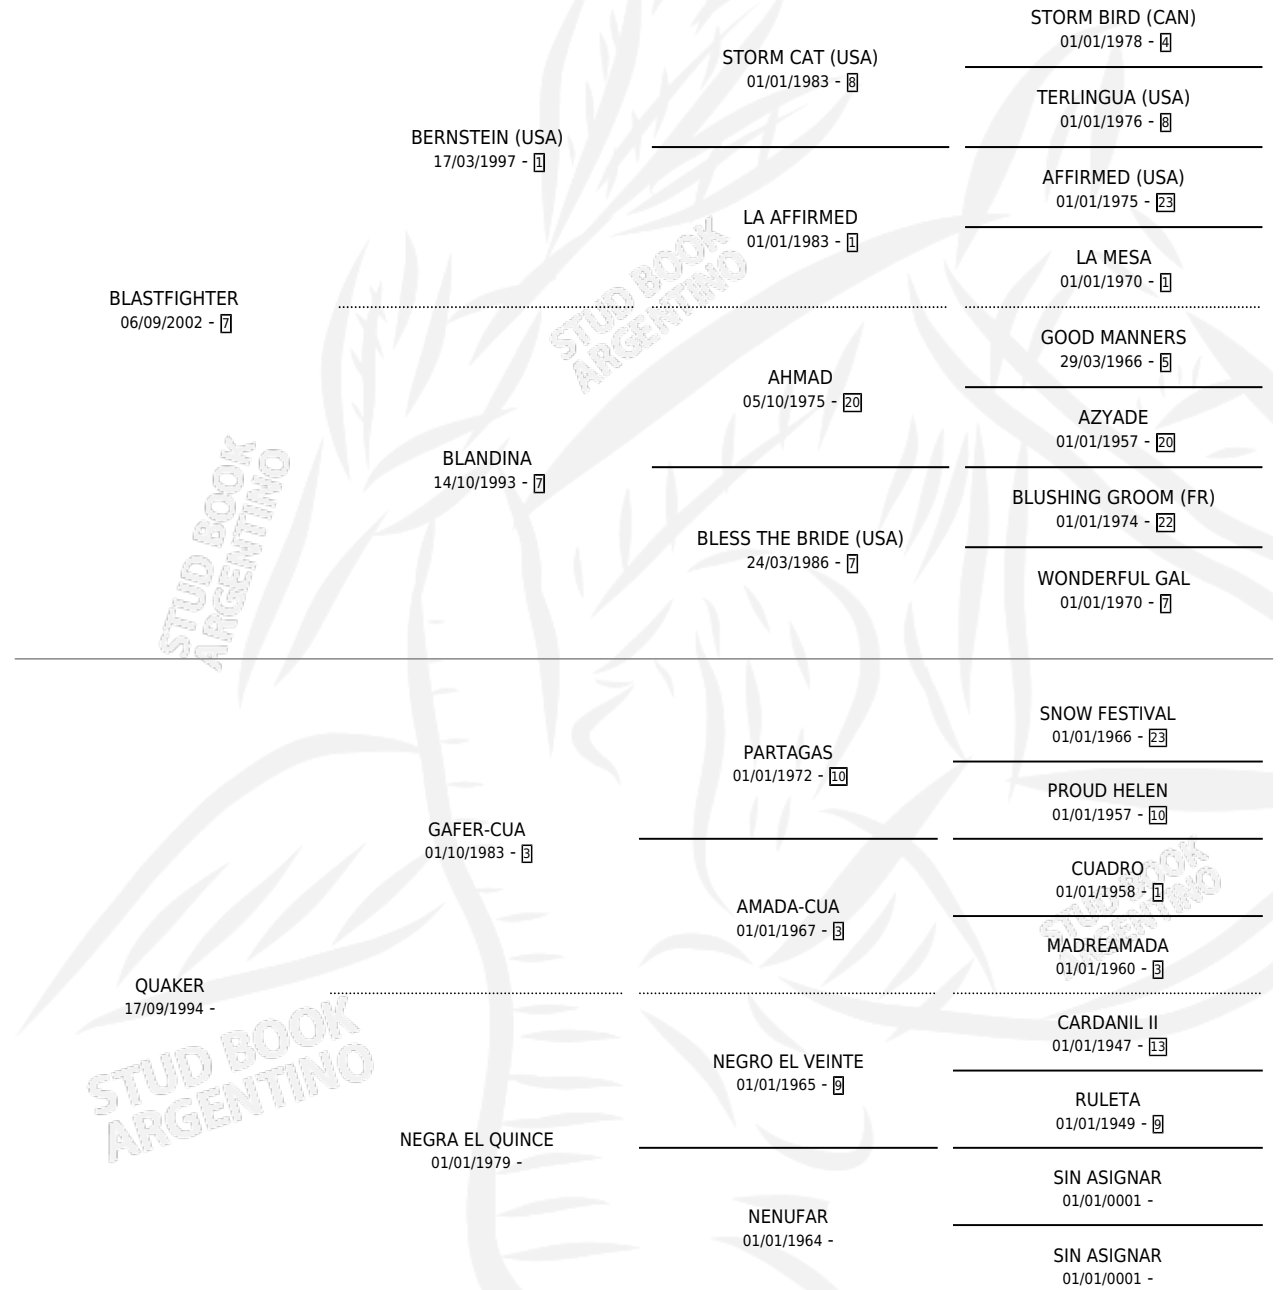 STORM BIRD (CAN)
01/01/1978 - 4
STORM CAT (USA)
01/01/1983 - 8
TERLINGUA (USA)
01/01/1976 - 8
BERNSTEIN (USA)
17/03/1997 - 1
AFFIRMED (USA)
01/01/1975 - 23
LA AFFIRMED
01/01/1983 - 1
LA MESA
01/01/1970 - 1
BLASTFIGHTER
06/09/2002 - 7
GOOD MANNERS
29/03/1966 - 5
AHMAD
05/10/1975 - 20
AZYADE
01/01/1957 - 20
BLANDINA
14/10/1993 - 7
BLUSHING GROOM (FR)
01/01/1974 - 22
BLESS THE BRIDE (USA)
24/03/1986 - 7
WONDERFUL GAL
01/01/1970 - 7
SNOW FESTIVAL
01/01/1966 - 23
PARTAGAS
01/01/1972 - 10
PROUD HELEN
01/01/1957 - 10
GAFER-CUA
01/10/1983 - 3
CUADRO
01/01/1958 - 1
AMADA-CUA
01/01/1967 - 3
MADREAMADA
01/01/1960 - 3
QUAKER
17/09/1994 -
CARDANIL II
01/01/1947 - 13
NEGRO EL VEINTE
01/01/1965 - 9
RULETA
01/01/1949 - 9
NEGRA EL QUINCE
01/01/1979 -
SIN ASIGNAR
01/01/0001 -
NENUFAR
01/01/1964 -
SIN ASIGNAR
01/01/0001 -
STUD BOOK
ARGENTINO
STUD BOOK
ARGENTINO
STUD BOOK
ARGENTINO
STUD BOOK
ARGENTINO